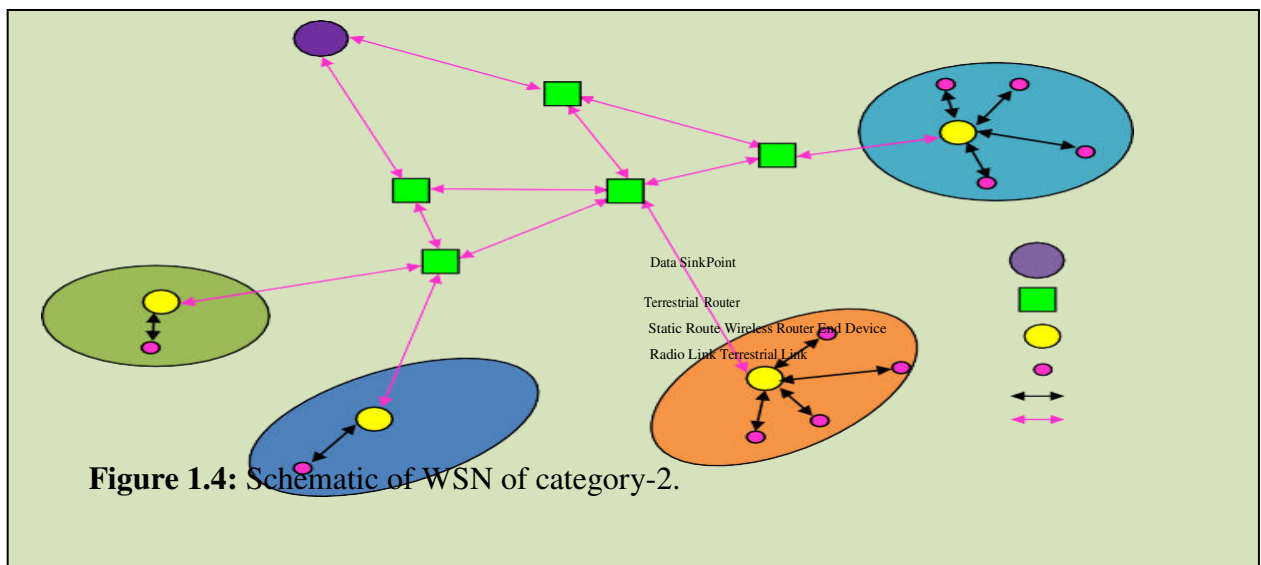 Data SinkPoint
Terrestrial Router
Static Route Wireless Router End Device
Radio Link Terrestrial Link
Figure 1.4: Schematic of WSN of category-2.